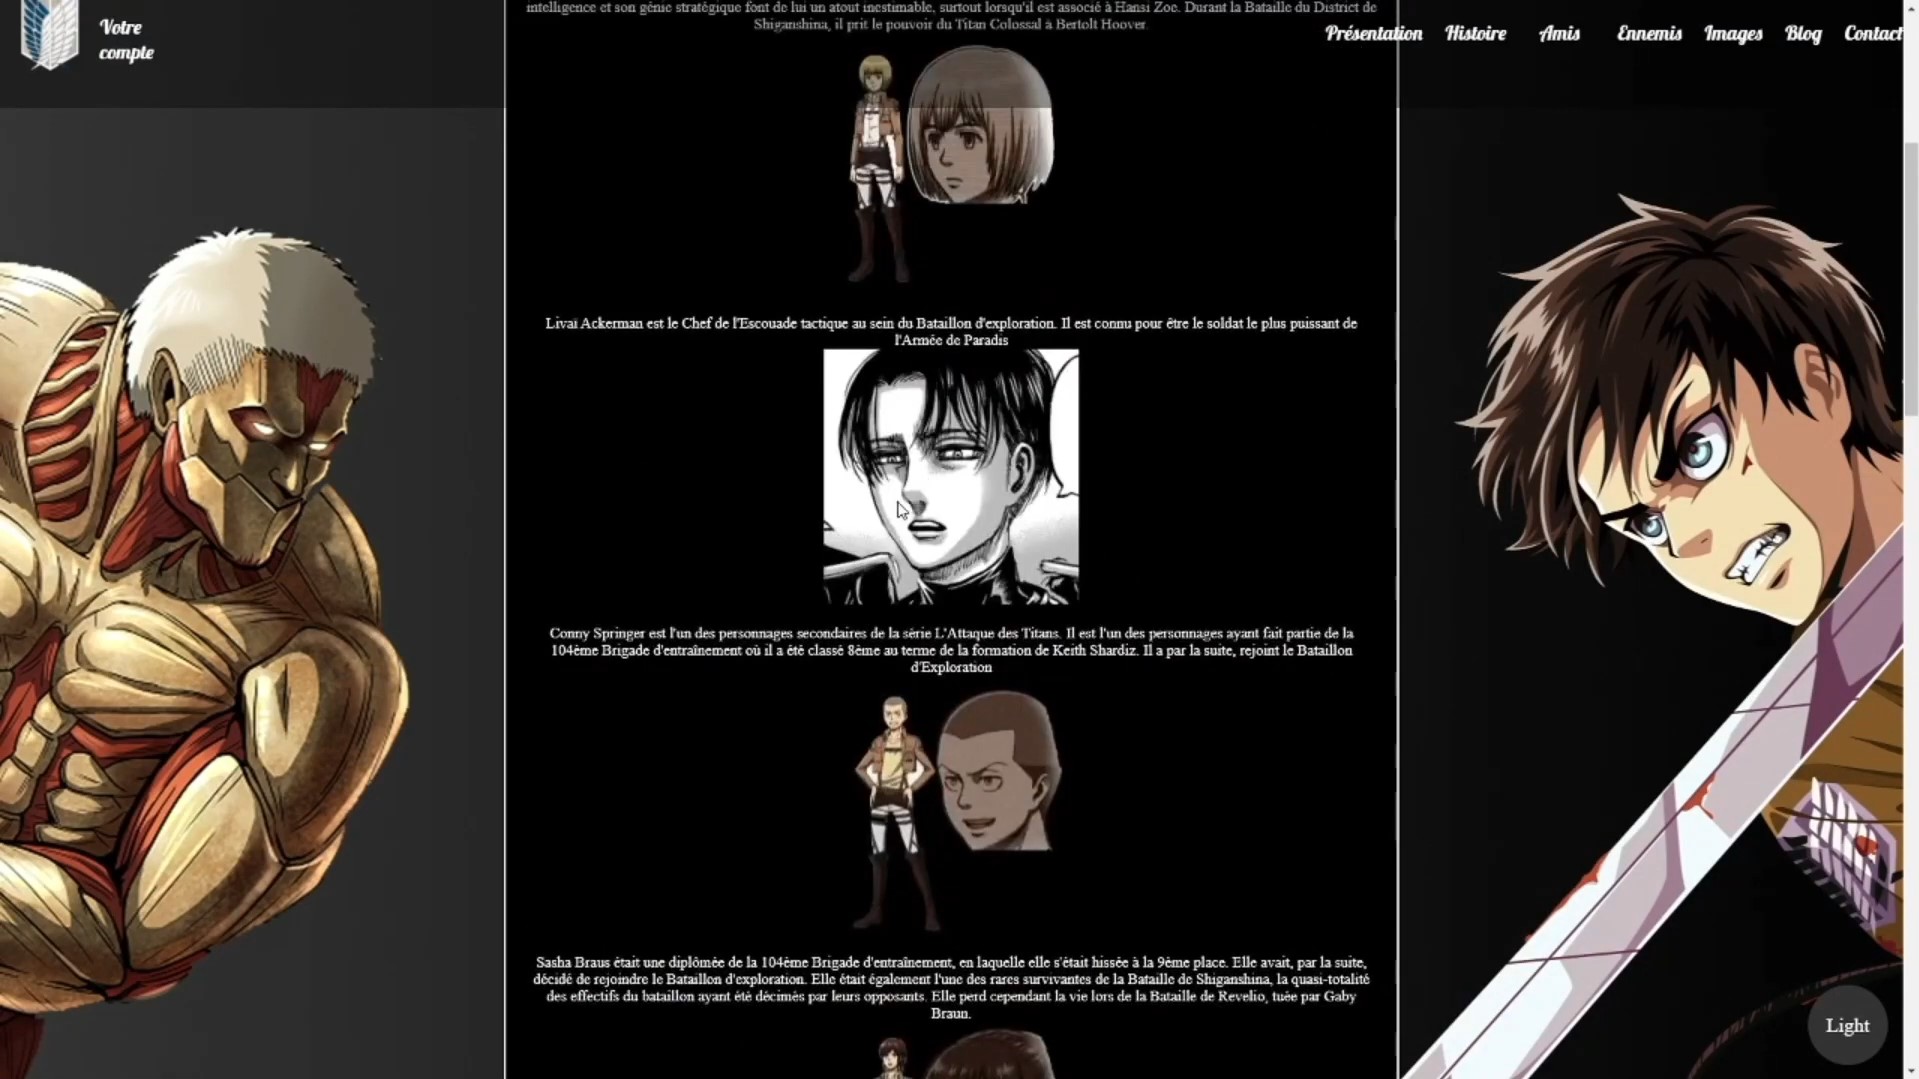 Votre
compte
Présentation Histoire Amis Ennemis Images Blog Contact
intelligence et son génie stratégique font de lui un atout inestimable, surtout lorsqu'il est associé à Hansi Zoe. Durant la Bataille du District de
Shiganshina, il prit le pouvoir du Titan Colossal à Bertolt Hoover.
Livaï Ackerman est le Chef de l'Escouade tactique au sein du Bataillon d'exploration. Il est connu pour être le soldat le plus puissant de
l'Armée de Paradis
Conny Springer est l'un des personnages secondaires de la série L'Attaque des Titans. Il est l'un des personnages ayant fait partie de la
104ème Brigade d'entraînement où il a été classé 8ème au terme de la formation de Keith Shardiz. Il a par la suite, rejoint le Bataillon
d'Exploration
Sasha Braus était une diplômée de la 104ème Brigade d'entraînement, en laquelle elle s'était hissée à la 9ème place. Elle avait, par la suite,
décidé de rejoindre le Bataillon d'exploration. Elle était également l'une des rares survivantes de la Bataille de Shiganshina, la quasi-totalité
des effectifs du bataillon ayant été décimés par leurs opposants. Elle perd cependant la vie lors de la Bataille de Revelio, tuée par Gaby
Braun.
Light